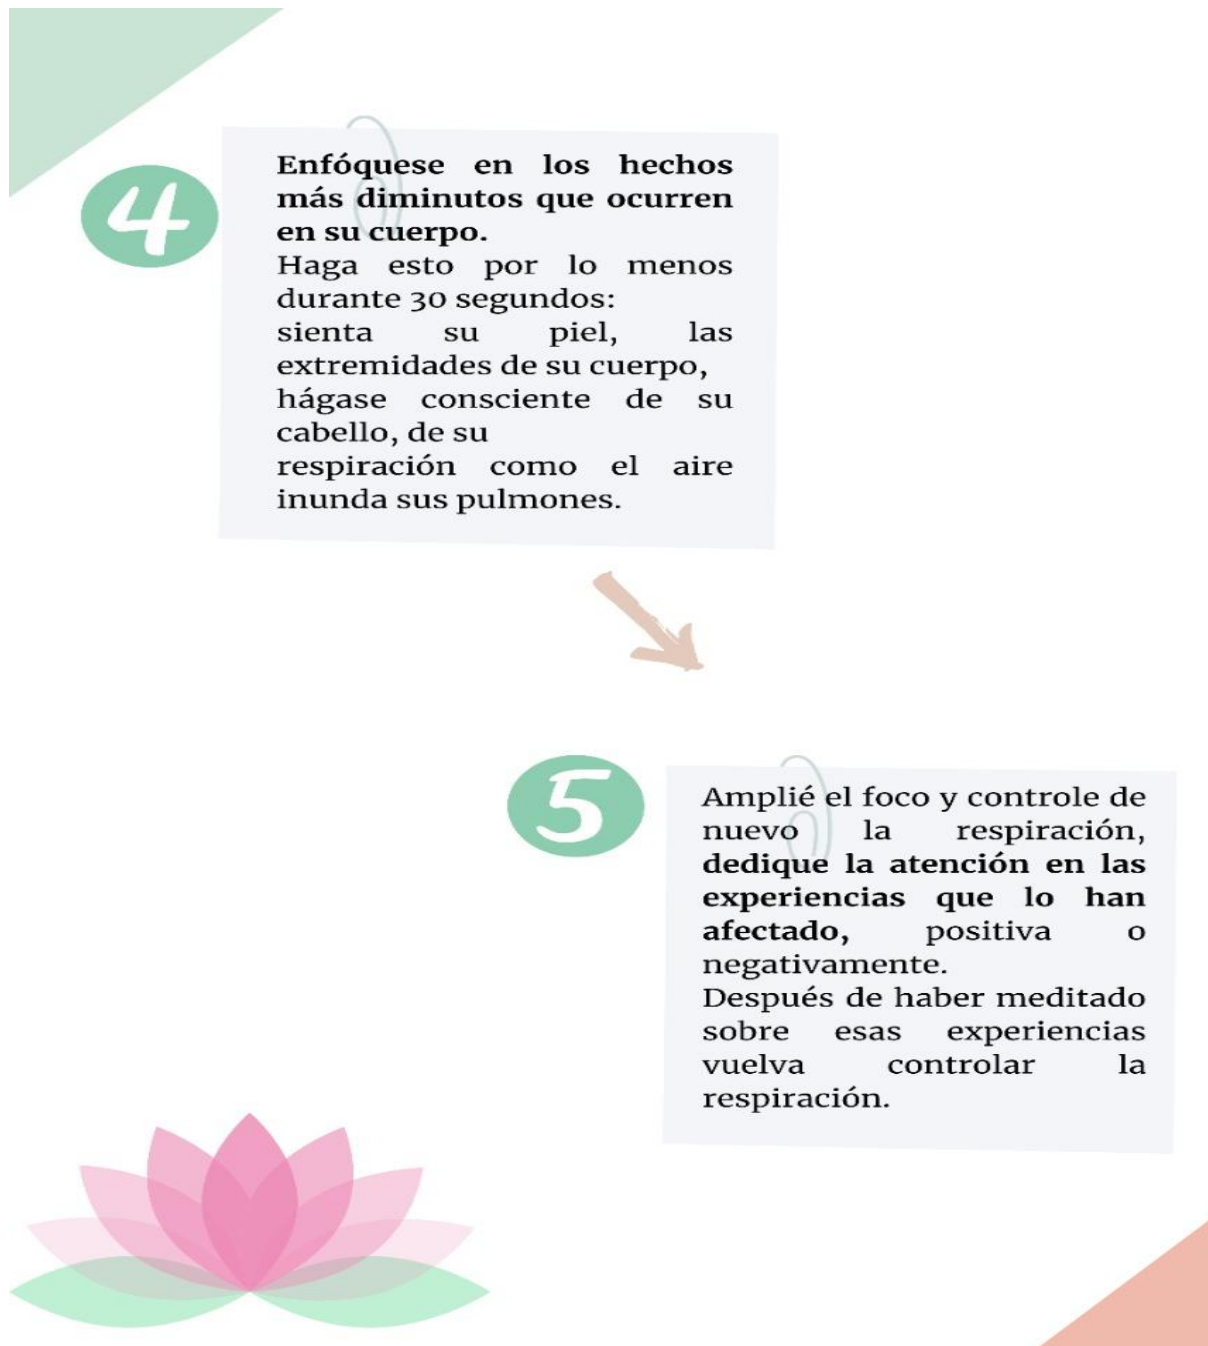 4
Enfóquese en los hechos
más diminutos que ocurren
en su cuerpo.
Haga esto por lo menos
durante 30 segundos:
sienta su piel, las
extremidades de su cuerpo,
hágase consciente de su
cabello, de su
respiración como el aire
inunda sus pulmones.
5
Amplié el foco y controle de
nuevo la respiración,
dedique la atención en las
experiencias que lo han
afectado, positiva o
negativamente.
Después de haber meditado
sobre esas experiencias
vuelva controlar la
respiración.